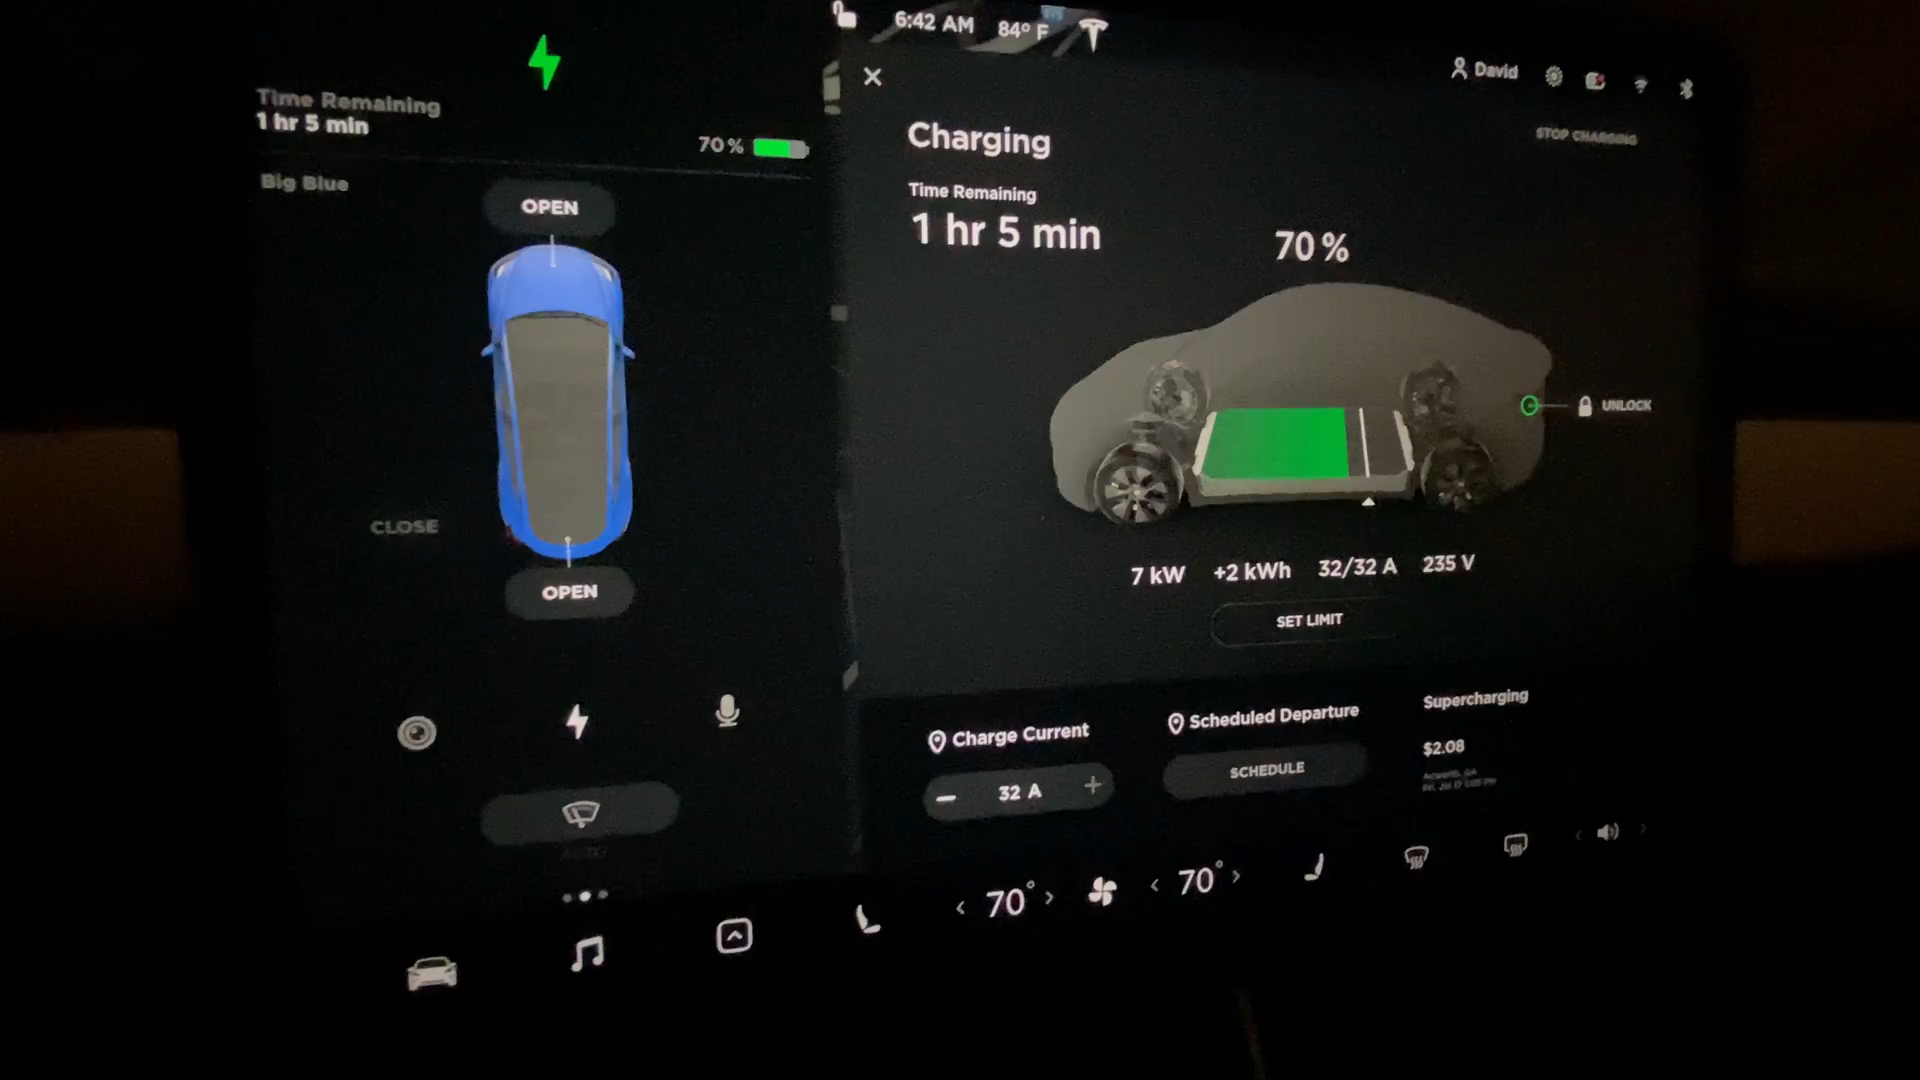 6:42 AM
84° F
David
STOP CHARGING
Time Remaining
1 hr 5 min
70%
Big Blue
OPEN
CLOSE
OPEN
AUTO
Charging
Time Remaining
1 hr 5 min
70%
UNLOCK
7 kW +2 kWh 32/32 A 235 V
SET LIMIT
Charge Current
32 A
Scheduled Departure
SCHEDULE
Supercharging
$2.08
70°
70°